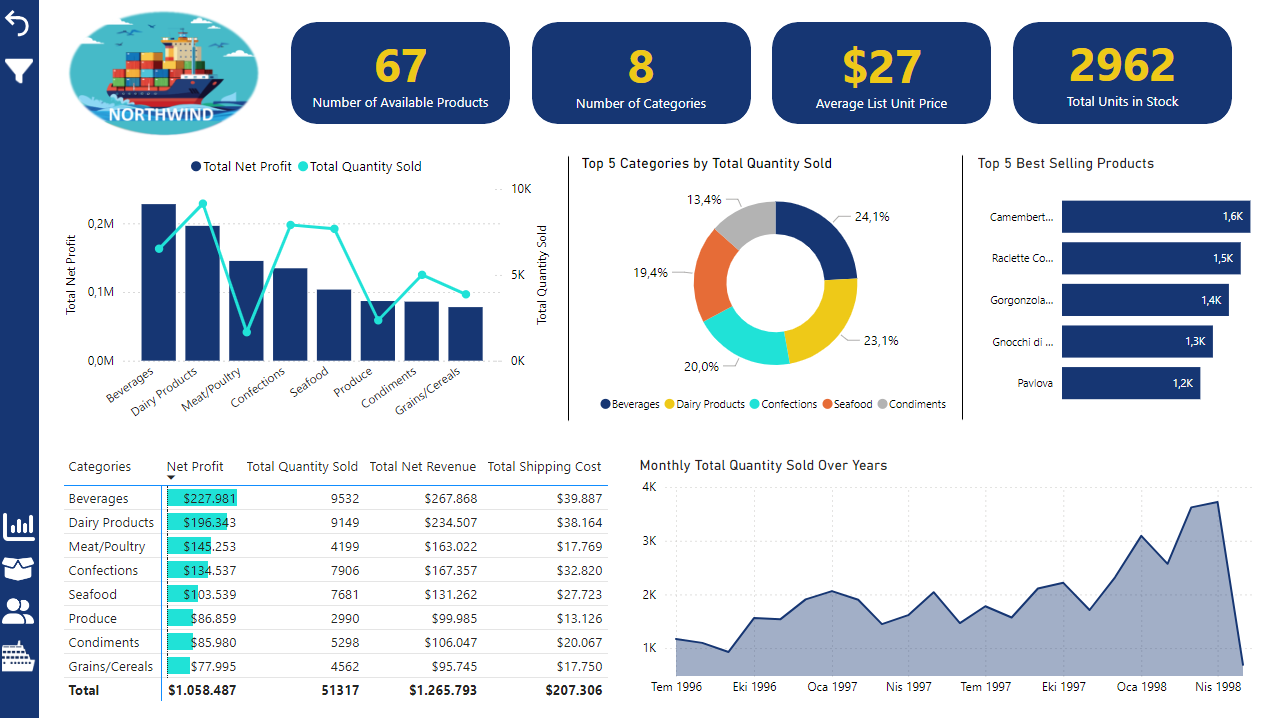 NORTHWIND
67
Number of Available Products
8
Number of Categories
$27
Average List Unit Price
2962
Total Units in Stock
Total Net Profit Total Quantity Sold
Total Net Profit
0,2M
0,1M
0,0M
10K
5K
0K
Total Quantity Sold
Beverages
Dairy Products
Meat/Poultry
Confections
Seafood
Produce
Condiments
Grains/Cereals
Top 5 Categories by Total Quantity Sold
13,4%
24,1%
19,4%
23,1%
20,0%
Beverages Dairy Products Confections Seafood Condiments
Top 5 Best Selling Products
Camembert... 1,6K
Raclette Co... 1,5K
Gorgonzola... 1,4K
Gnocchi di ... 1,3K
Pavlova 1,2K
Categories Net Profit Total Quantity Sold Total Net Revenue Total Shipping Cost
Beverages $227.981 9532 $267.868 $39.887
Dairy Products $196.343 9149 $234.507 $38.164
Meat/Poultry $145.253 4199 $163.022 $17.769
Confections $134.537 7906 $167.357 $32.820
Seafood $103.539 7681 $131.262 $27.723
Produce $86.859 2990 $99.985 $13.126
Condiments $85.980 5298 $106.047 $20.067
Grains/Cereals $77.995 4562 $95.745 $17.750
Total $1.058.487 51317 $1.265.793 $207.306
Monthly Total Quantity Sold Over Years
4K
3K
2K
1K
Tem 1996 Eki 1996 Oca 1997 Nis 1997 Tem 1997 Eki 1997 Oca 1998 Nis 1998